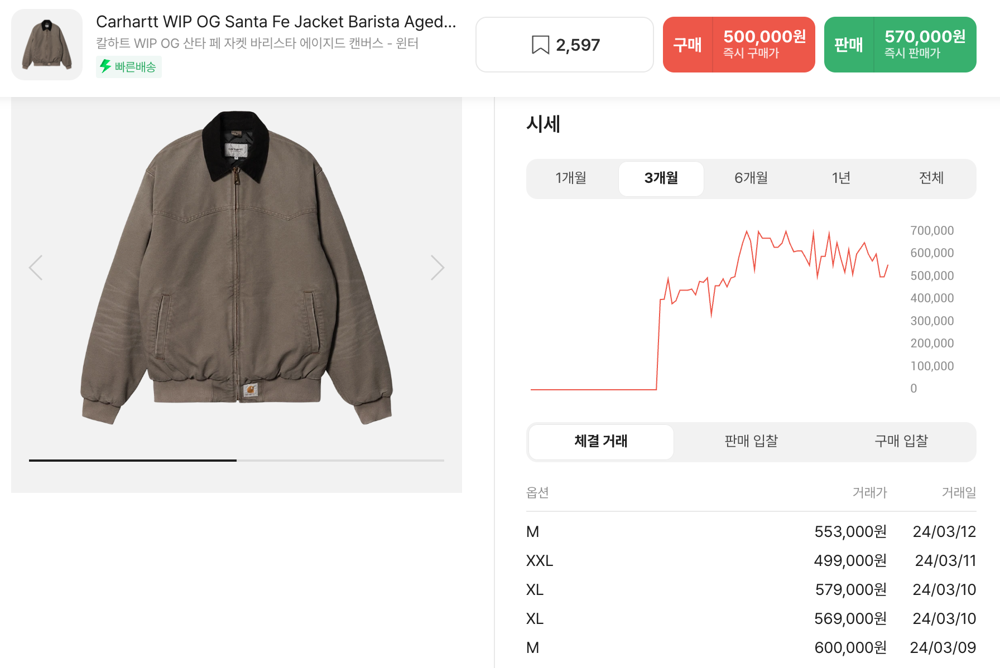 Carhartt WIP OG Santa Fe Jacket Barista Aged...
칼하트 WIP OG 산타 페 자켓 바리스타 에이지드 캔버스 - 윈터
빠른배송
2,597
구매
500,000원
즉시 구매가
판매
570,000원
즉시 판매가
carhartt
시세
1개월 3개월 6개월 1년 전체
700,000
600,000
500,000
400,000
300,000
200,000
100,000
0
체결 거래 판매 입찰 구매 입찰
옵션 거래가 거래일
M 553,000원 24/03/12
XXL 499,000원 24/03/11
XL 579,000원 24/03/10
XL 569,000원 24/03/10
M 600,000원 24/03/09